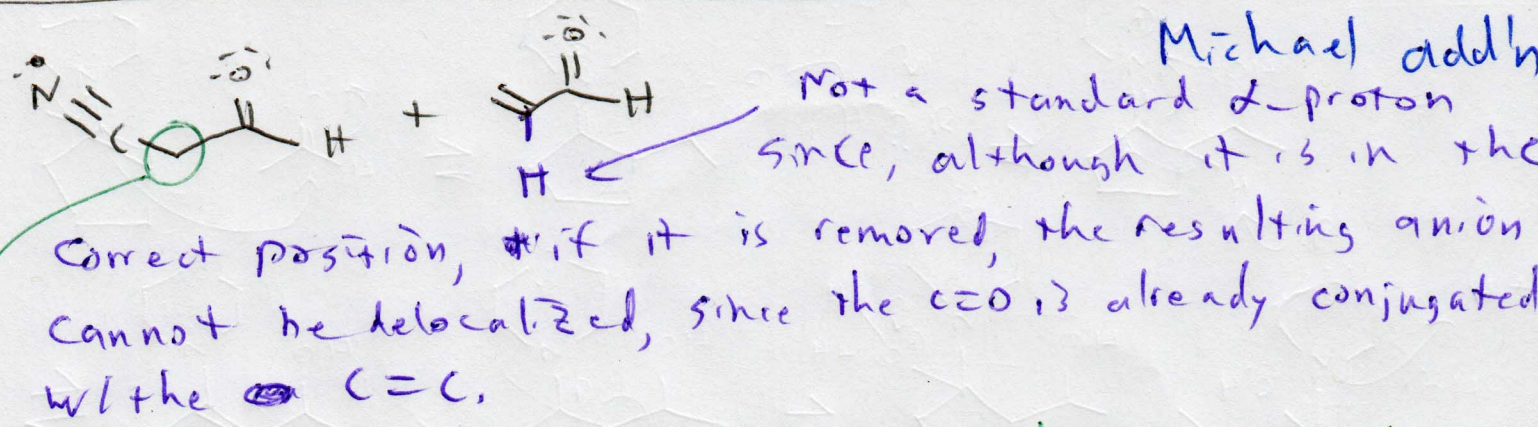 Michael add'n
N C O H + O H
Not a standard α-proton
H
since, although it is in the
correct position, if it is removed, the resulting anion
cannot be delocalized, since the C=O is already conjugated
w/ the C=C.